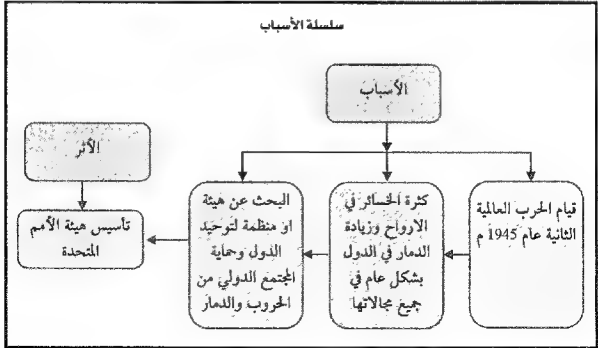 سلسلة الأسباب
الأسباب
الأثر
قيام الحرب العالمية
الثانية عام 1945 م
كثرة الخسائر في
الارواح وزيادة
الدمار في الدول
بشكل عام في
جميع مجالاتها
البحث عن هيئة
او منظمة لتوحيد
الدول وحماية
المجتمع الدولي من
الحروب والدمار
تأسيس هيئة الأمم
المتحدة